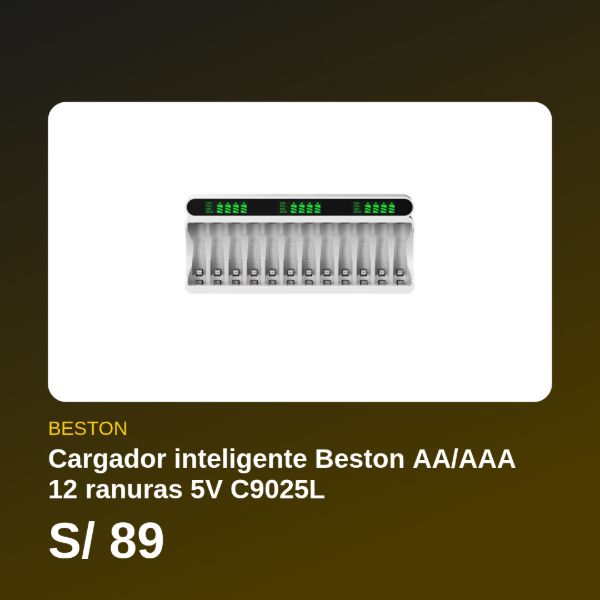 BESTON
Cargador inteligente Beston AA/AAA
12 ranuras 5V C9025L
S/ 89